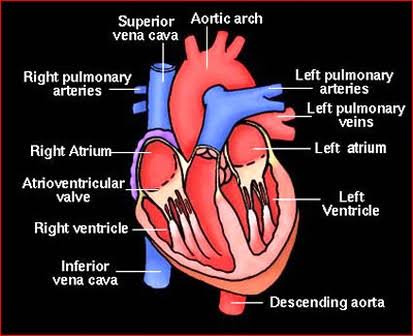 Superior
vena cava
Aortic arch
Right pulmonary
arteries
Left pulmonary
arteries
Left pulmonary
veins
Right Atrium
Left atrium
Atrioventricular
valve
Left
Ventricle
Right ventricle
Inferior
vena cava
Descending aorta